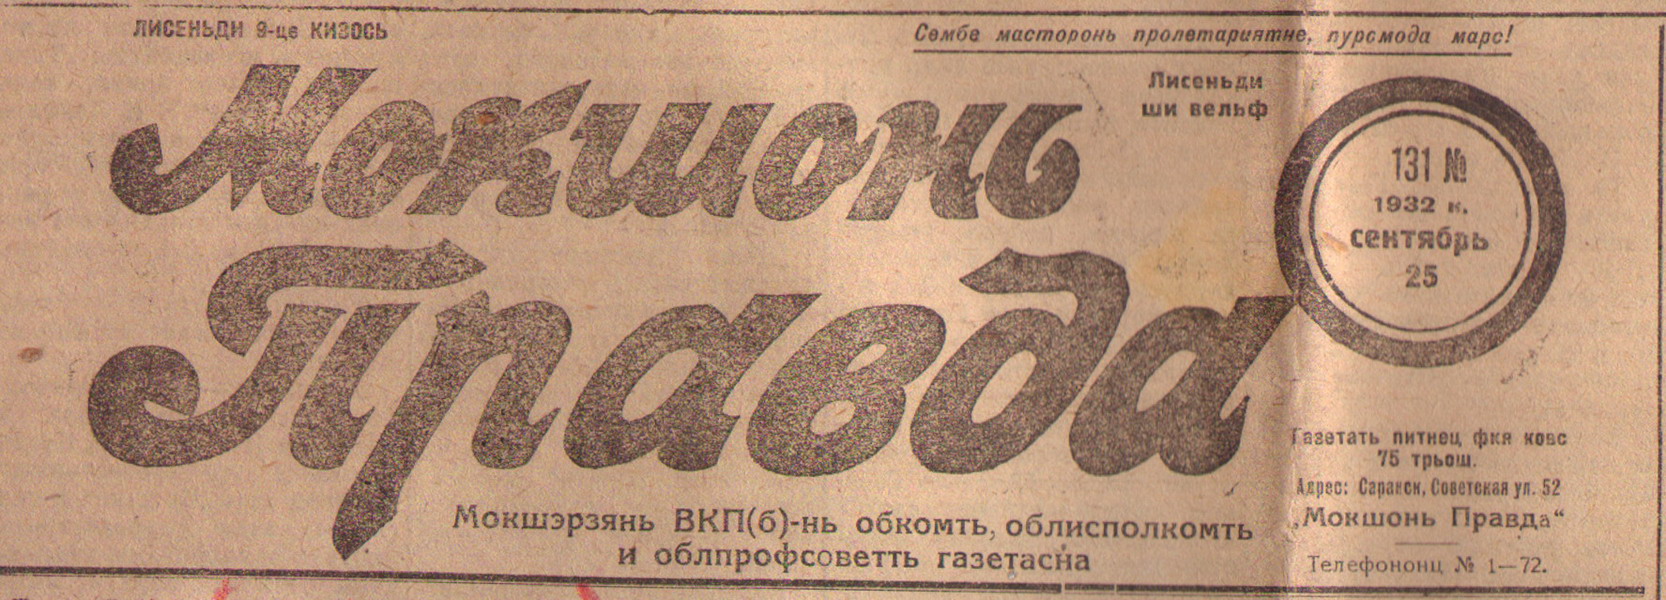 ЛИСЕНЬДИ 9-це КИЗОСЬ
Сембе масторонь пролетариятне, пуромода марс!
Мокшонь
Правда
Лисеньди
ши вельф
131 №
1932 к.
сентябрь
25
Газетать питнец фкя ковс
75 трьош.
Адрес: Саранск, Советская ул. 52
„Мокшонь Правда“
Телефононц № 1—72.
Мокшэрзянь ВКП(б)-нь обкомть, облисполкомть
и облпрофсоветть газетасна